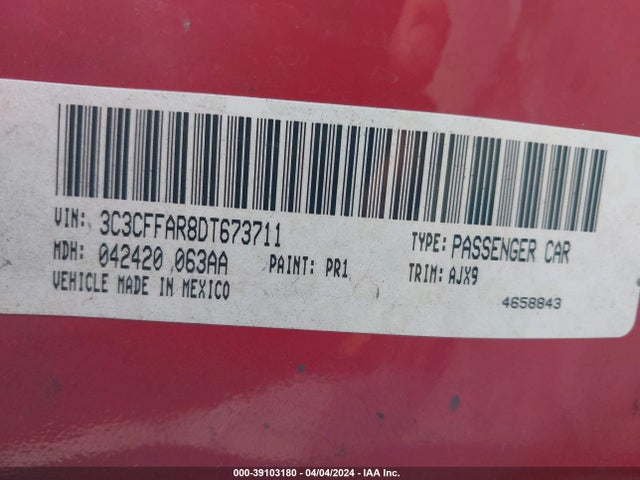 VIN: 3C3CFFAR8DT673711 TYPE: PASSENGER CAR
MDH: 042420 063AA PAINT: PR1 TRIM: AJX9
VEHICLE MADE IN MEXICO 4658843
000-39103180 - 04/04/2024 - IAA Inc.